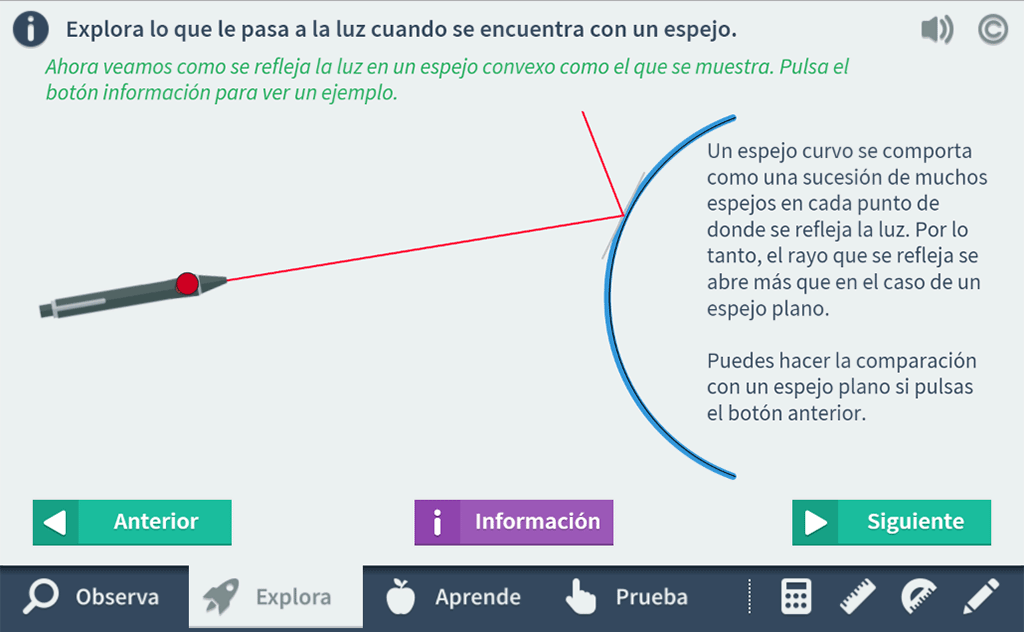 Explora lo que le pasa a la luz cuando se encuentra con un espejo.
Ahora veamos como se refleja la luz en un espejo convexo como el que se muestra. Pulsa el
botón información para ver un ejemplo.
Un espejo curvo se comporta
como una sucesión de muchos
espejos en cada punto de
donde se refleja la luz. Por lo
tanto, el rayo que se refleja se
abre más que en el caso de un
espejo plano.
Puedes hacer la comparación
con un espejo plano si pulsas
el botón anterior.
Anterior
Información
Siguiente
Observa
Explora
Aprende
Prueba